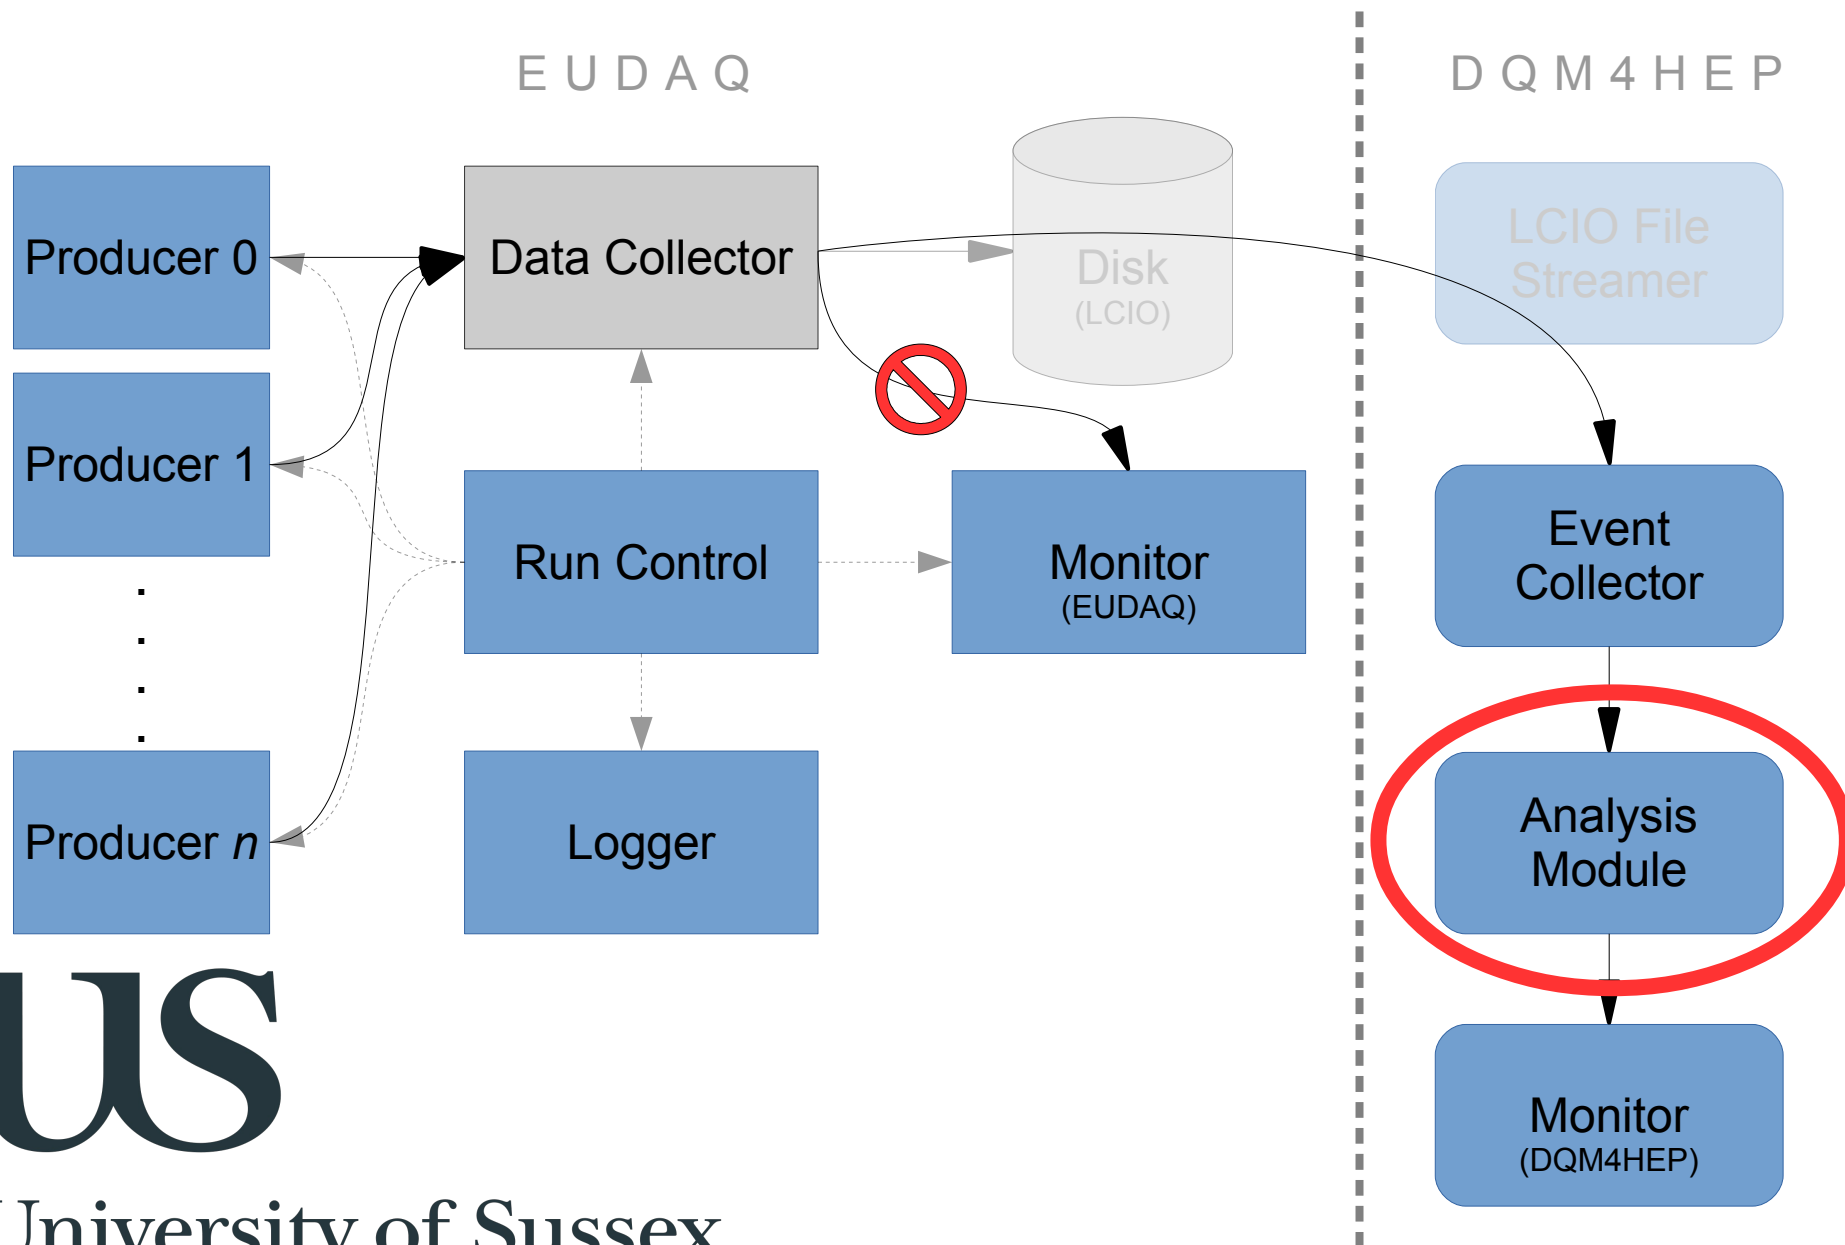 EUDAQ
DQM4HEP
Producer 0
Data Collector
Disk
(LCIO)
LCIO File
Streamer
Producer 1
Run Control
Monitor
(EUDAQ)
Event
Collector
.
.
.
.
Producer n
Logger
Analysis
Module
Monitor
(DQM4HEP)
us
University of Sussex